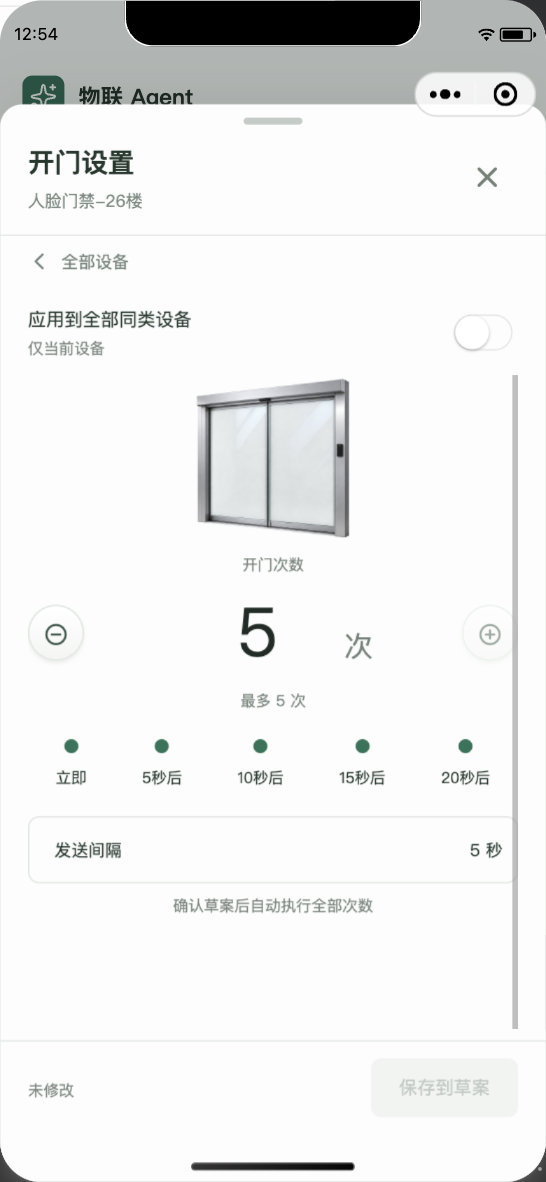 12:54
物联 Agent
开门设置
人脸门禁-26楼
全部设备
应用到全部同类设备
仅当前设备
开门次数
5 次
最多 5 次
立即 5秒后 10秒后 15秒后 20秒后
发送间隔 5 秒
确认草案后自动执行全部次数
未修改 保存到草案